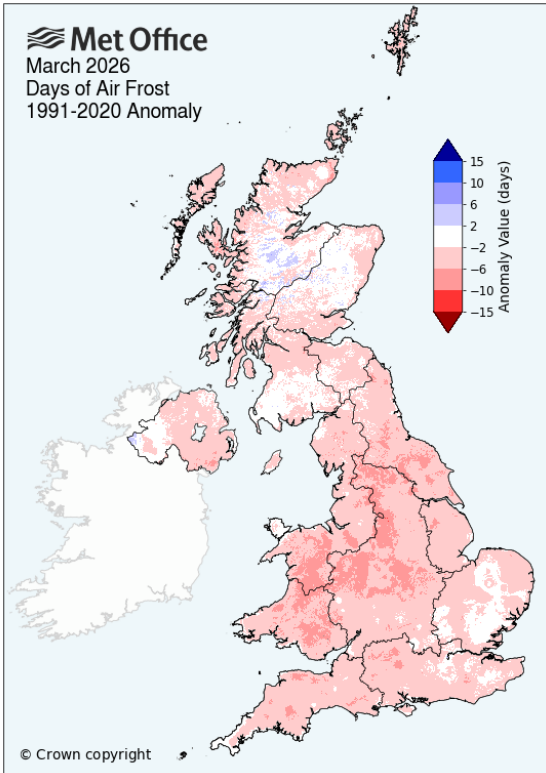 Met Office
March 2026
Days of Air Frost
1991-2020 Anomaly
15
10
6
2
−2
−6
−10
−15
Anomaly Value (days)
© Crown copyright